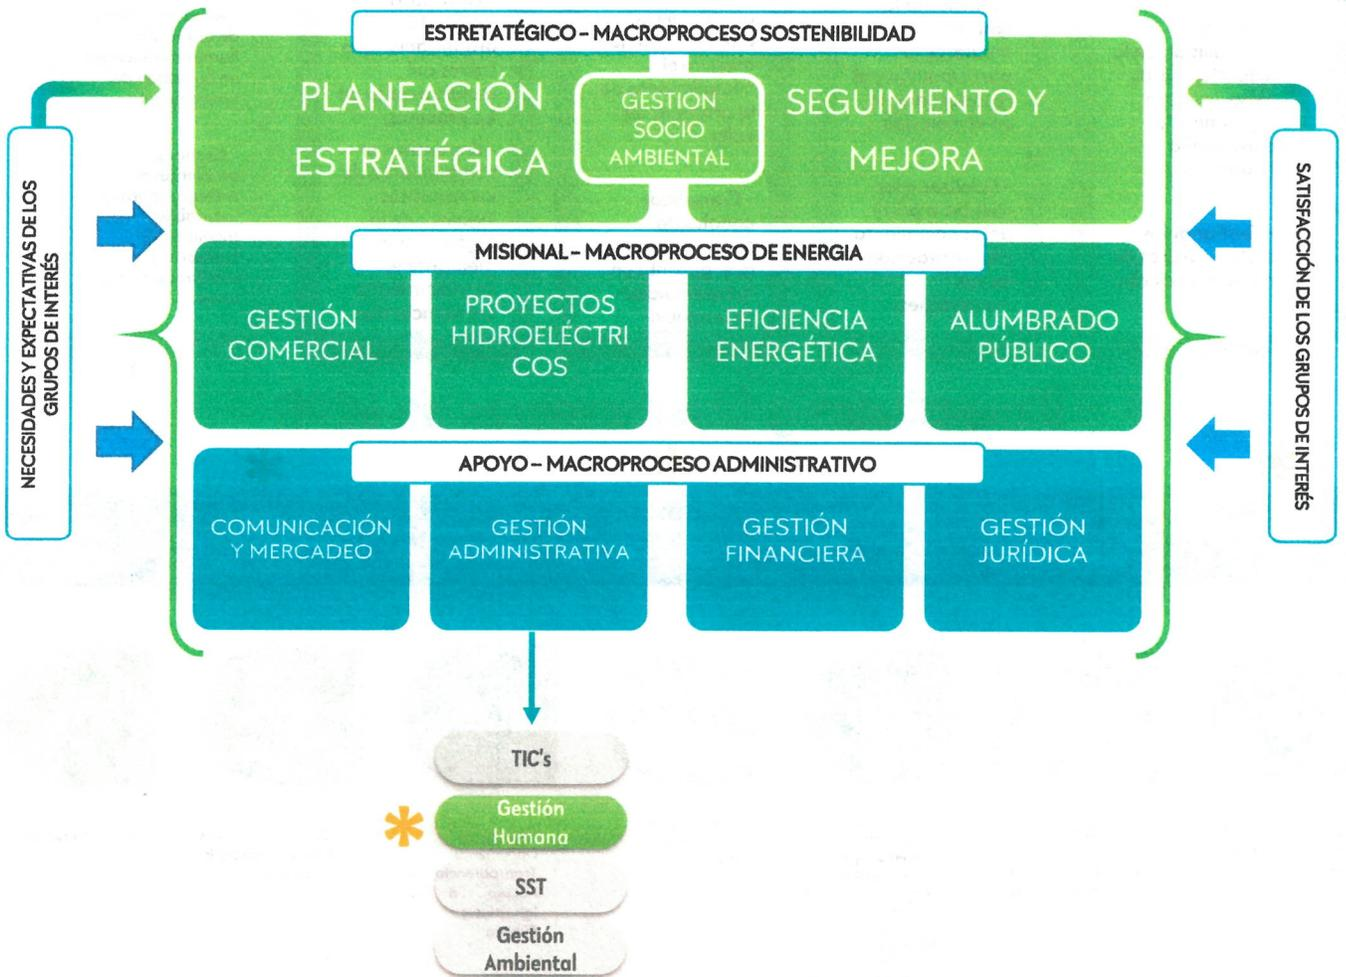 ESTRETATÉGICO – MACROPROCESO SOSTENIBILIDAD
PLANEACIÓN
ESTRATÉGICA
GESTION
SOCIO
AMBIENTAL
SEGUIMIENTO Y
MEJORA
NECESIDADES Y EXPECTATIVAS DE LOS
GRUPOS DE INTERÉS
SATISFACCIÓN DE LOS GRUPOS DE INTERÉS
MISIONAL – MACROPROCESO DE ENERGIA
GESTIÓN
COMERCIAL
PROYECTOS
HIDROELÉCTRI
COS
EFICIENCIA
ENERGÉTICA
ALUMBRADO
PÚBLICO
APOYO – MACROPROCESO ADMINISTRATIVO
COMUNICACIÓN
Y MERCADEO
GESTIÓN
ADMINISTRATIVA
GESTIÓN
FINANCIERA
GESTIÓN
JURÍDICA
TIC's
*
Gestión
Humana
SST
Gestión
Ambiental